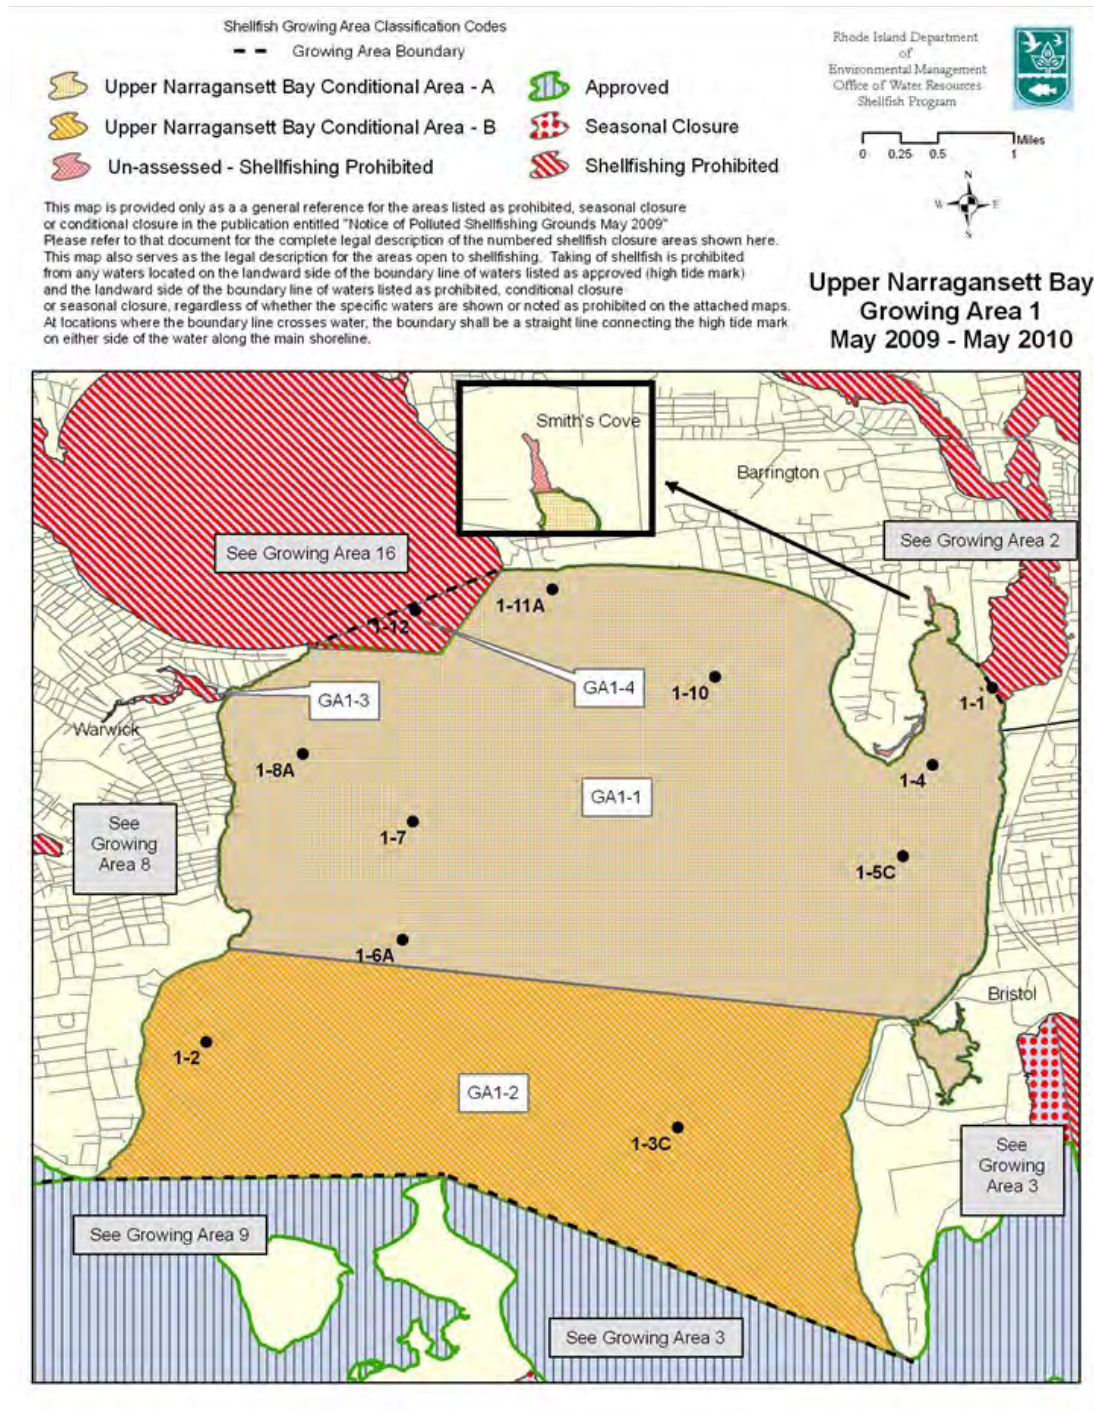 Shellfish Growing Area Classification Codes
Growing Area Boundary
Upper Narragansett Bay Conditional Area - A
Approved
Upper Narragansett Bay Conditional Area - B
Seasonal Closure
Un-assessed - Shellfishing Prohibited
Shellfishing Prohibited
Rhode Island Department
of
Environmental Management
Office of Water Resources
Shellfish Program
Miles
0 0.25 0.5 1
N
W E
S
This map is provided only as a a general reference for the areas listed as prohibited, seasonal closure
or conditional closure in the publication entitled "Notice of Polluted Shellfishing Grounds May 2009"
Please refer to that document for the complete legal description of the numbered shellfish closure areas shown here.
This map also serves as the legal description for the areas open to shellfishing. Taking of shellfish is prohibited
from any waters located on the landward side of the boundary line of waters listed as approved (high tide mark)
and the landward side of the boundary line of waters listed as prohibited, conditional closure
or seasonal closure, regardless of whether the specific waters are shown or noted as prohibited on the attached maps.
At locations where the boundary line crosses water, the boundary shall be a straight line connecting the high tide mark
on either side of the water along the main shoreline.
Upper Narragansett Bay
Growing Area 1
May 2009 - May 2010
Smith's Cove
Barrington
See Growing Area 16
See Growing Area 2
1-11A
1-12
GA1-4
GA1-3
1-10
1-1
Warwick
1-8A
1-4
GA1-1
See
Growing
Area 8
1-7
1-5C
1-6A
Bristol
1-2
GA1-2
1-3C
See
Growing
Area 3
See Growing Area 9
See Growing Area 3